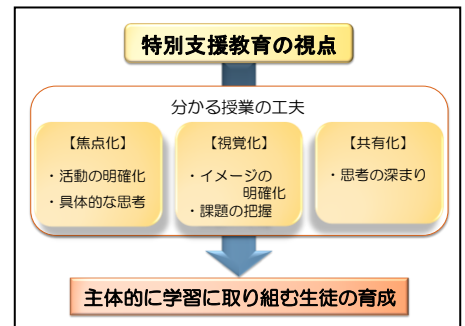 特別支援教育の視点
分かる授業の工夫
【焦点化】
・活動の明確化
・具体的な思考
【視覚化】
・イメージの
明確化
・課題の把握
【共有化】
・思考の深まり
主体的に学習に取り組む生徒の育成